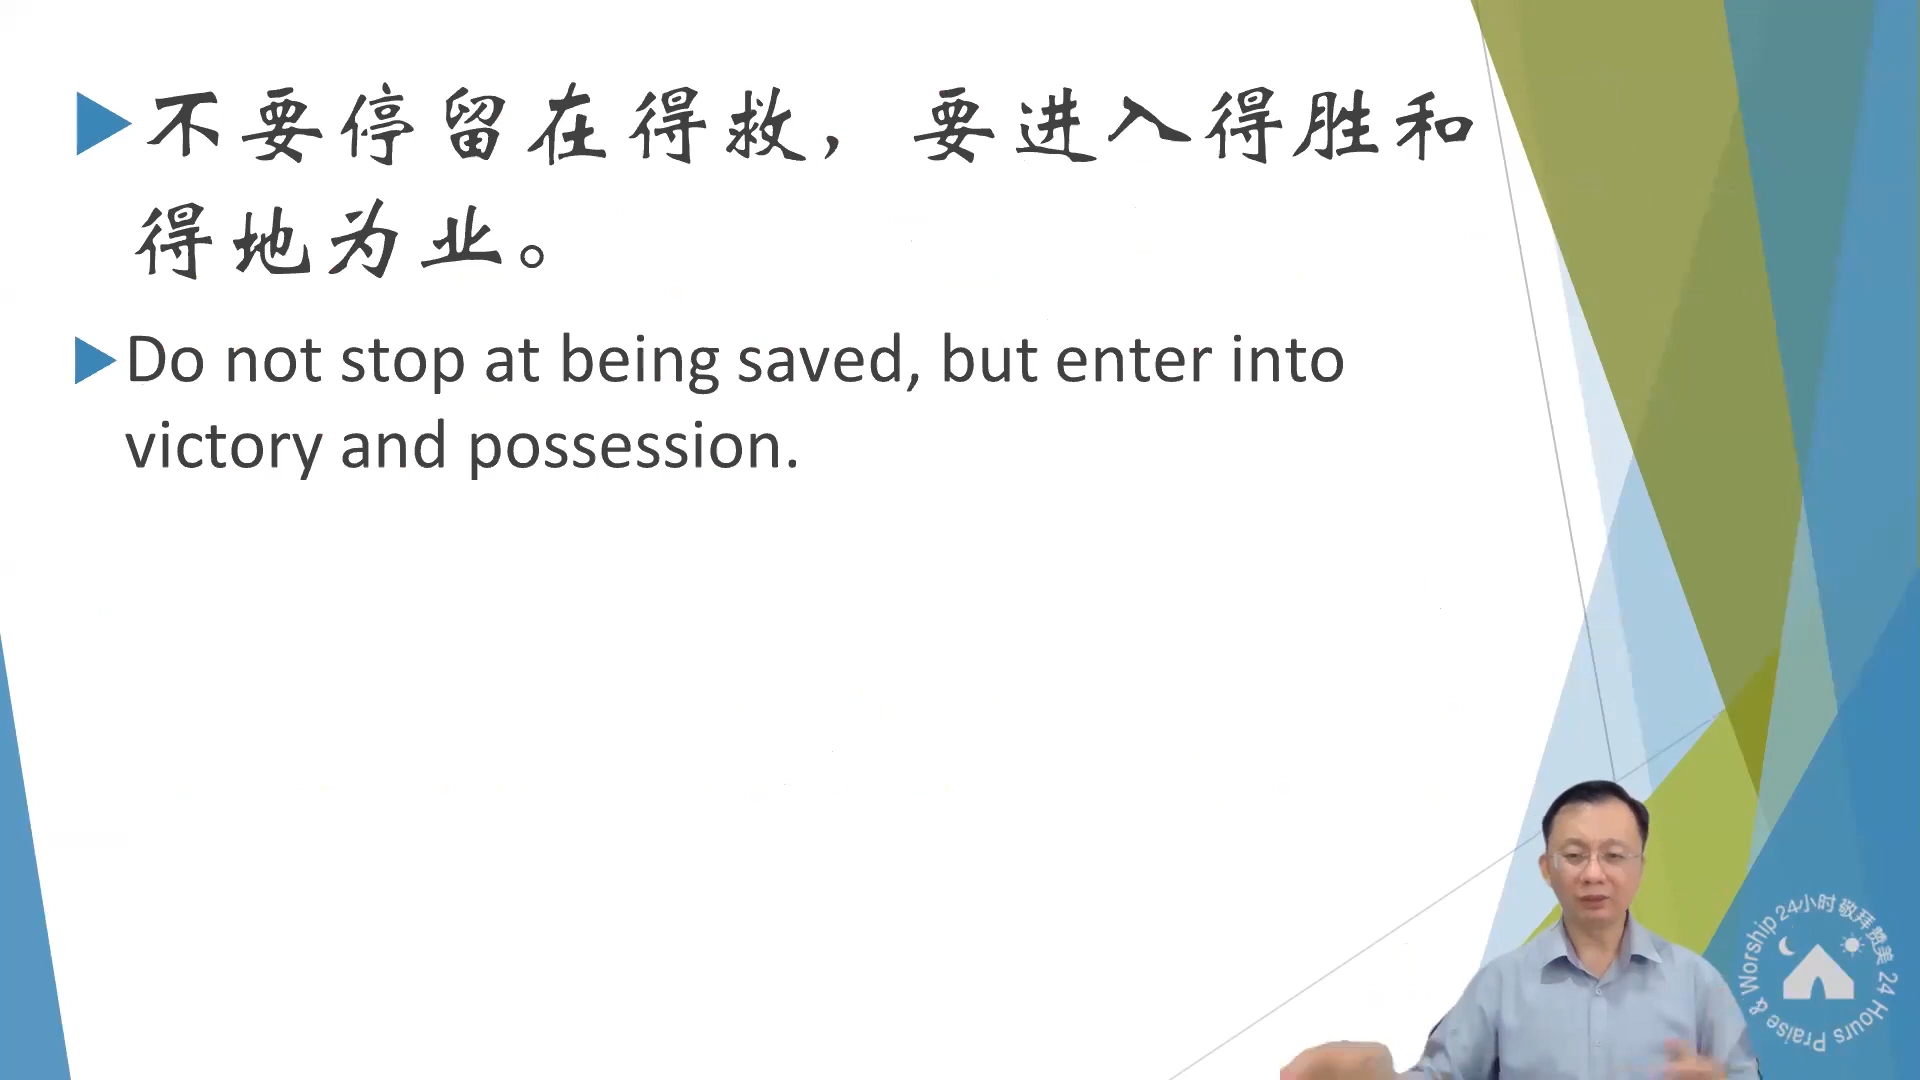 不要停留在得救，要进入得胜和
得地为业。
Do not stop at being saved, but enter into
victory and possession.
24小时敬拜赞美
24 Hours Praise & Worship